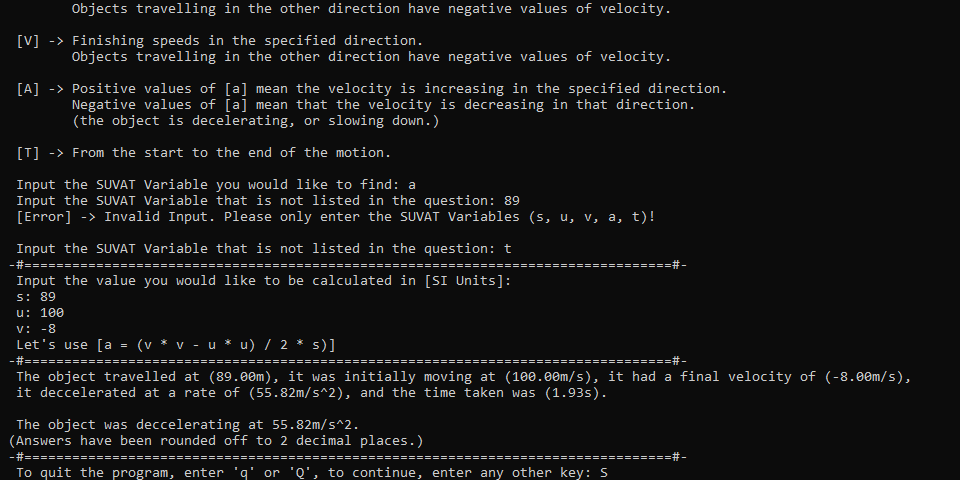 Objects travelling in the other direction have negative values of velocity.
[V] -> Finishing speeds in the specified direction.
Objects travelling in the other direction have negative values of velocity.
[A] -> Positive values of [a] mean the velocity is increasing in the specified direction.
Negative values of [a] mean that the velocity is decreasing in that direction.
(the object is decelerating, or slowing down.)
[T] -> From the start to the end of the motion.
Input the SUVAT Variable you would like to find: a
Input the SUVAT Variable that is not listed in the question: 89
[Error] -> Invalid Input. Please only enter the SUVAT Variables (s, u, v, a, t)!
Input the SUVAT Variable that is not listed in the question: t
-#=================================================================================#-
Input the value you would like to be calculated in [SI Units]:
s: 89
u: 100
v: -8
Let's use [a = (v * v - u * u) / 2 * s)]
-#=================================================================================#-
The object travelled at (89.00m), it was initially moving at (100.00m/s), it had a final velocity of (-8.00m/s),
it deccelerated at a rate of (55.82m/s^2), and the time taken was (1.93s).
The object was deccelerating at 55.82m/s^2.
(Answers have been rounded off to 2 decimal places.)
-#=================================================================================#-
To quit the program, enter 'q' or 'Q', to continue, enter any other key: S